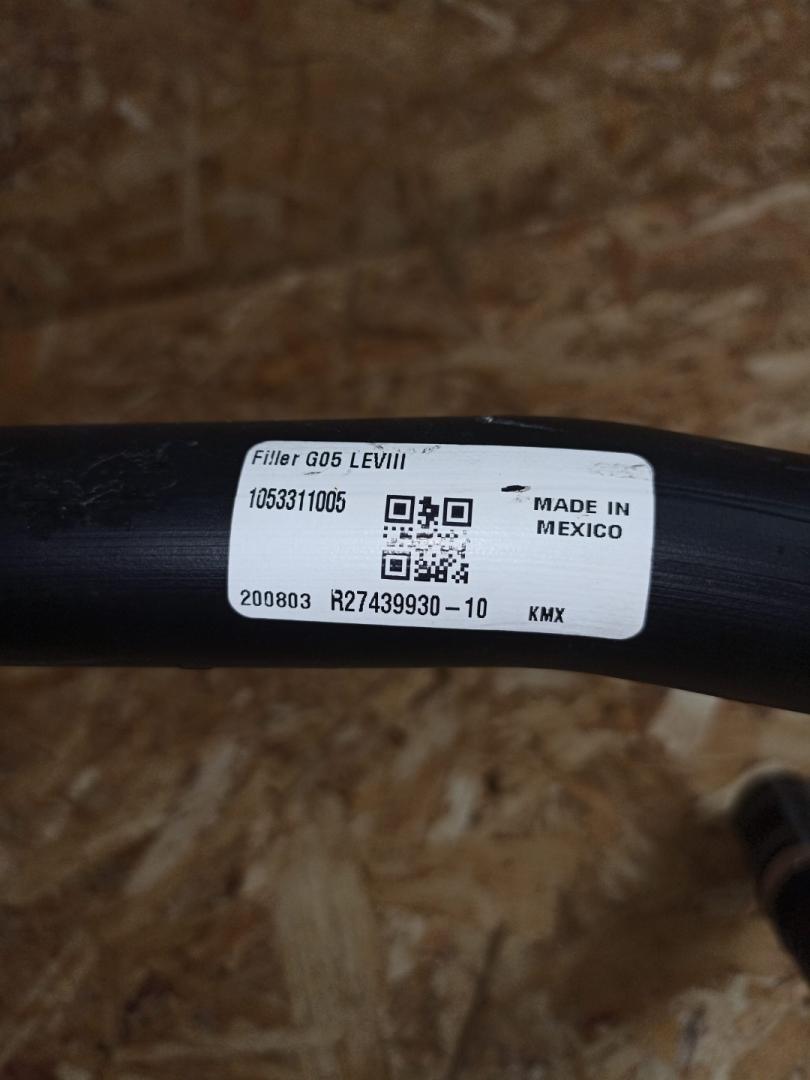 Filler G05 LEVIII
1053311005
MADE IN
MEXICO
200803 R27439930-10 KMX